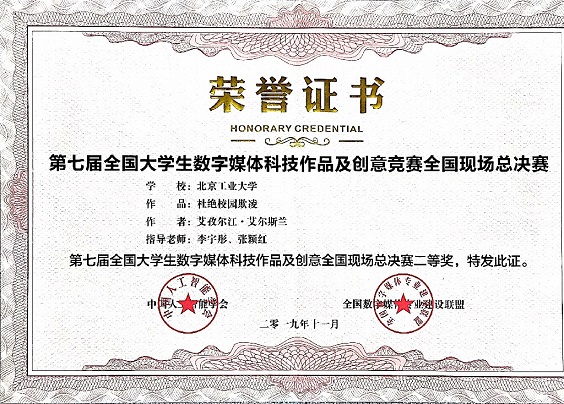 荣誉证书
HONORARY CREDENTIAL
第七届全国大学生数字媒体科技作品及创意竞赛全国现场总决赛
学 校：北京工业大学
作 品：杜绝校园欺凌
作 者：艾孜尔江·艾尔斯兰
指导老师：李宇彤、张颖红
第七届全国大学生数字媒体科技作品及创意全国现场总决赛二等奖，特发此证。
中国人工智能学会 全国数字媒体专业建设联盟
二零一九年十一月